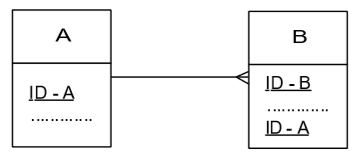 A
ID - A
............
B
ID - B
............
ID - A